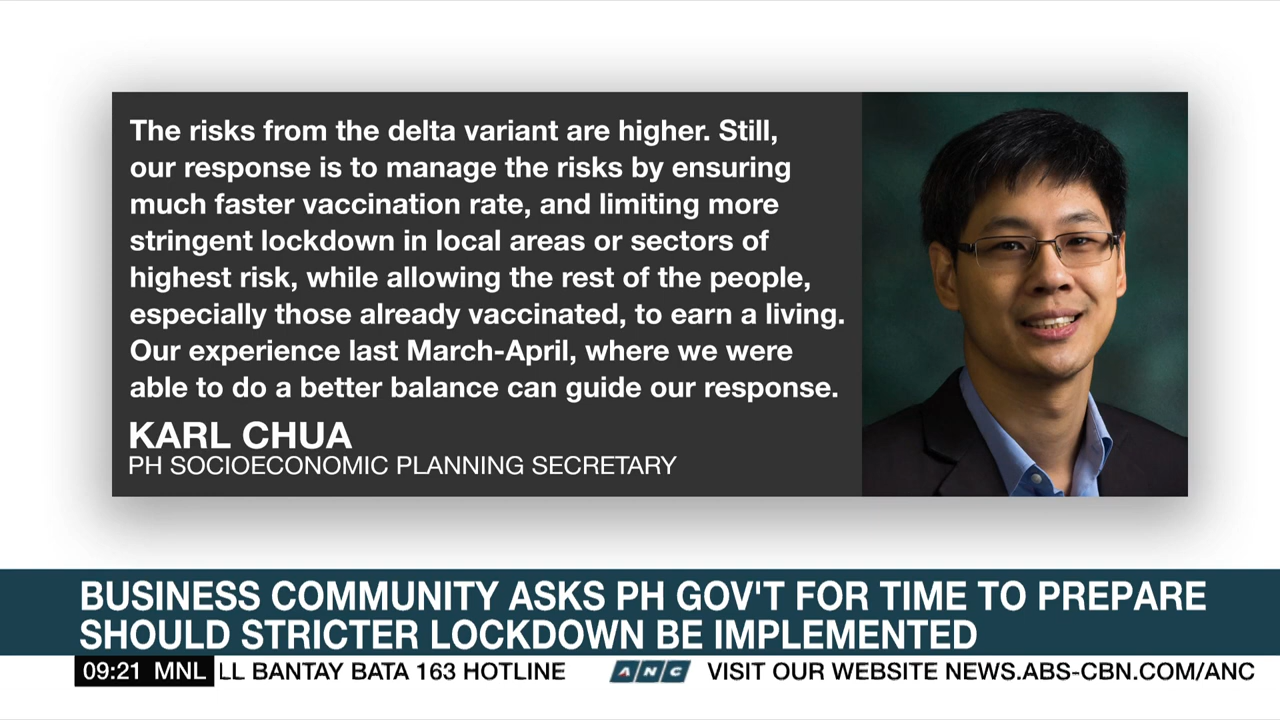 The risks from the delta variant are higher. Still,
our response is to manage the risks by ensuring
much faster vaccination rate, and limiting more
stringent lockdown in local areas or sectors of
highest risk, while allowing the rest of the people,
especially those already vaccinated, to earn a living.
Our experience last March-April, where we were
able to do a better balance can guide our response.
KARL CHUA
PH SOCIOECONOMIC PLANNING SECRETARY
BUSINESS COMMUNITY ASKS PH GOV'T FOR TIME TO PREPARE
SHOULD STRICTER LOCKDOWN BE IMPLEMENTED
09:21 MNL LL BANTAY BATA 163 HOTLINE ANC VISIT OUR WEBSITE NEWS.ABS-CBN.COM/ANC